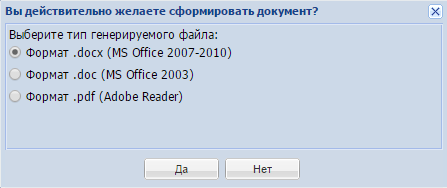 Вы действительно желаете сформировать документ?
Выберите тип генерируемого файла:
Формат .docx (MS Office 2007-2010)
Формат .doc (MS Office 2003)
Формат .pdf (Adobe Reader)
Да Нет